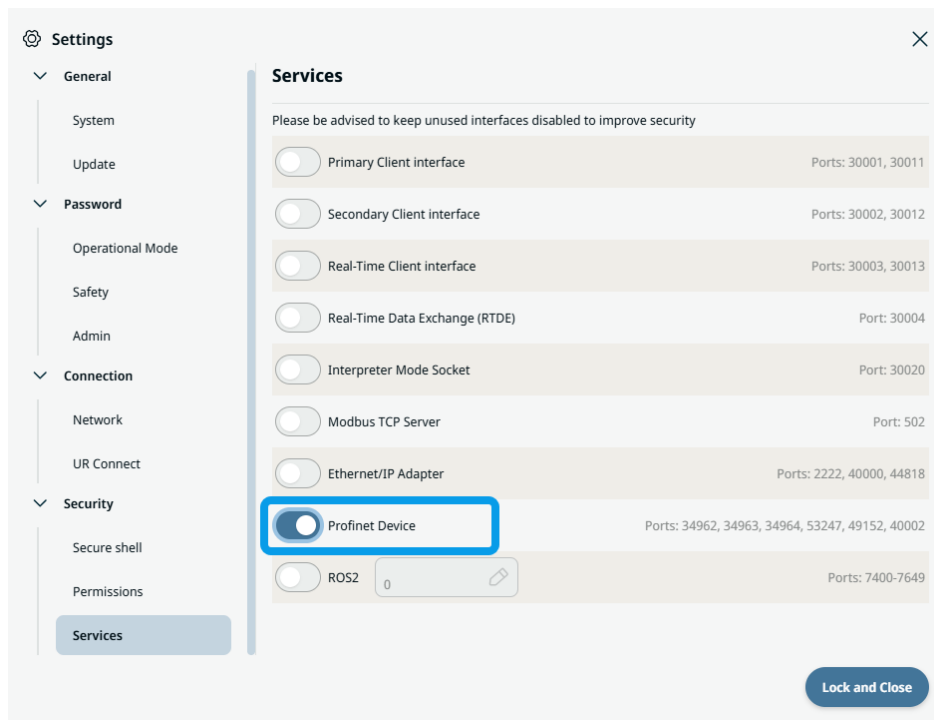 Settings
General
System
Update
Password
Operational Mode
Safety
Admin
Connection
Network
UR Connect
Security
Secure shell
Permissions
Services
Services
Please be advised to keep unused interfaces disabled to improve security
Primary Client interface Ports: 30001, 30011
Secondary Client interface Ports: 30002, 30012
Real-Time Client interface Ports: 30003, 30013
Real-Time Data Exchange (RTDE) Port: 30004
Interpreter Mode Socket Port: 30020
Modbus TCP Server Port: 502
Ethernet/IP Adapter Ports: 2222, 40000, 44818
Profinet Device Ports: 34962, 34963, 34964, 53247, 49152, 40002
ROS2 0 Ports: 7400-7649
Lock and Close